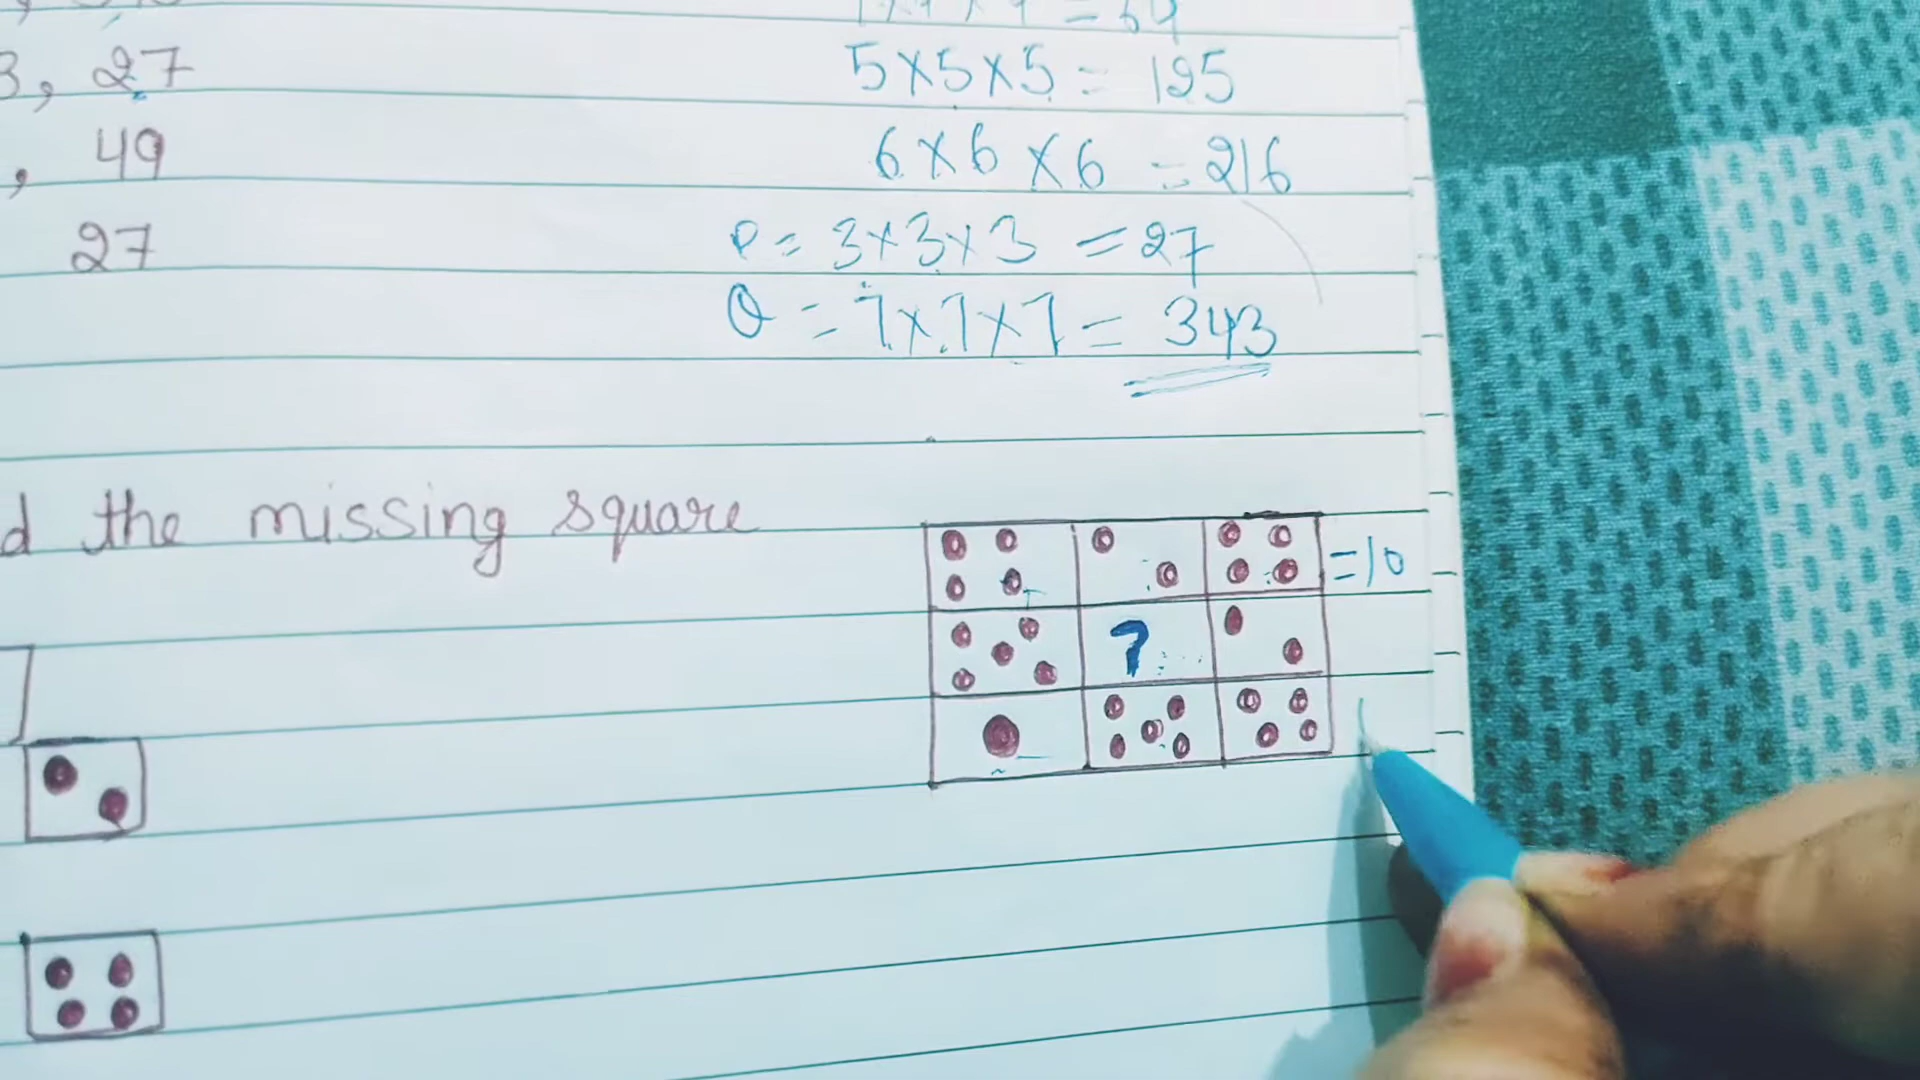 3, 27
5×5×5 = 125
, 49
6×6×6 = 216
27
P = 3×3×3 = 27
Q = 7×7×7 = 343
d the missing square
= 10
?